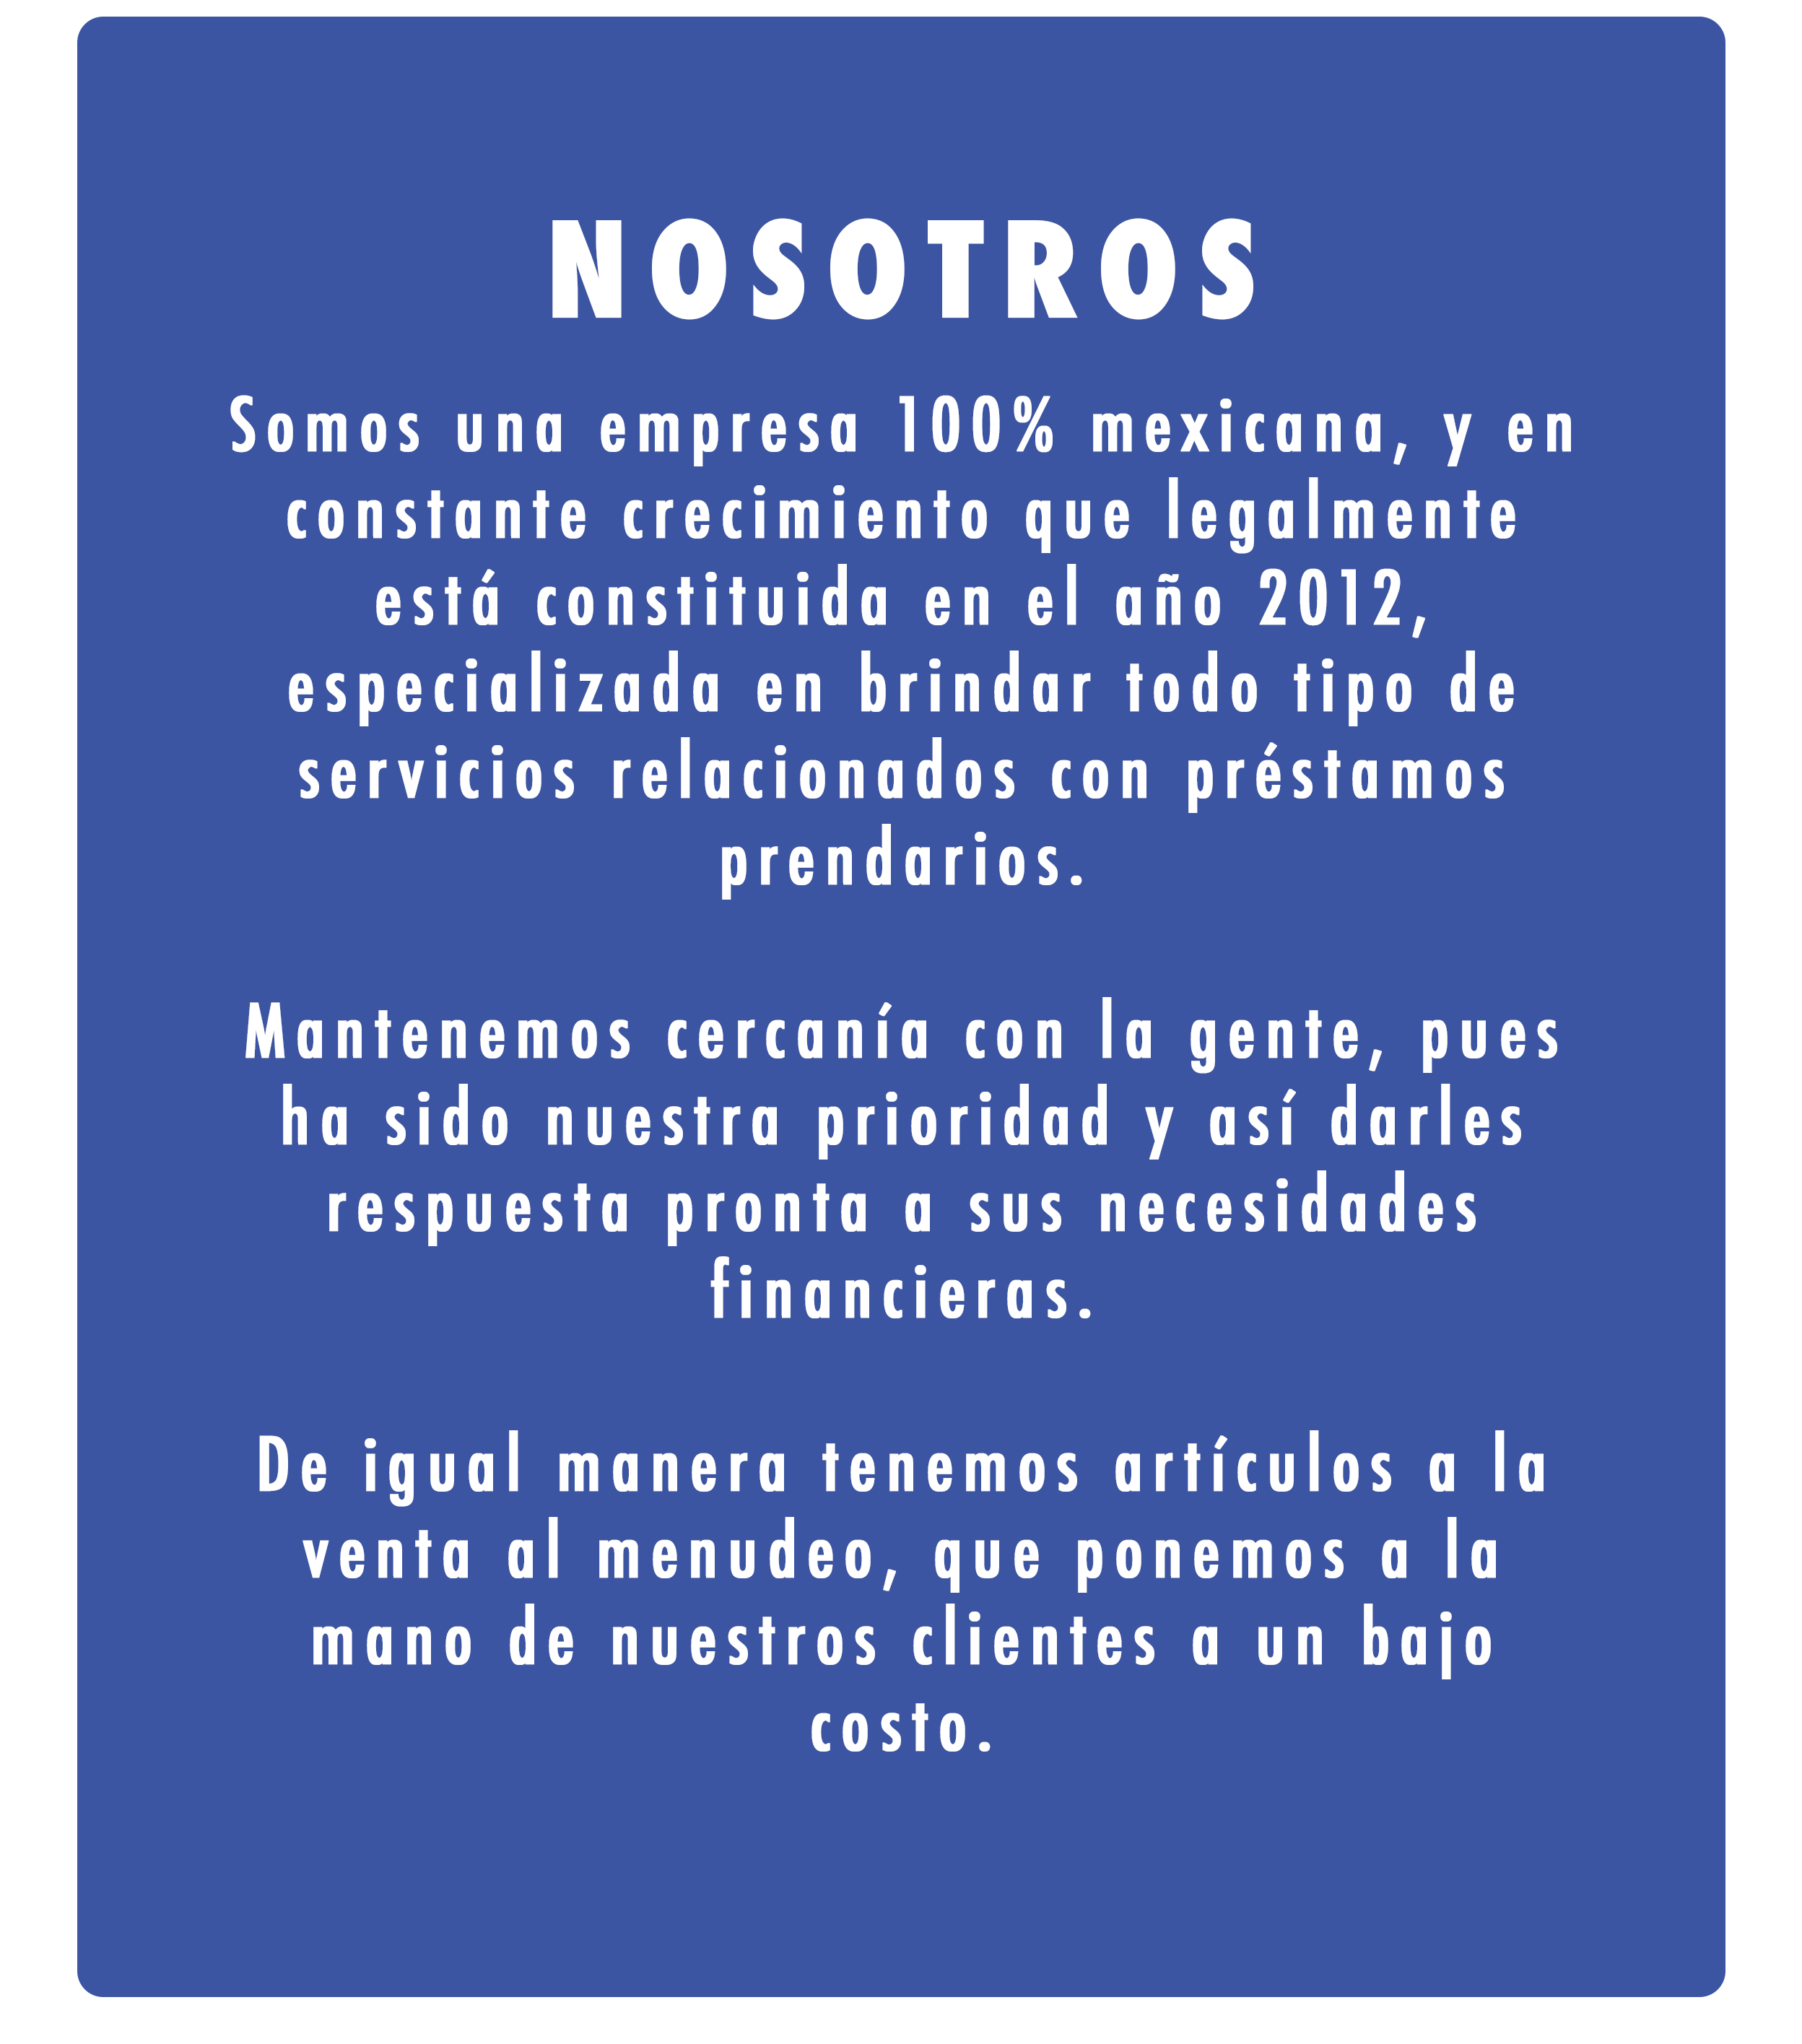 NOSOTROS
Somos una empresa 100% mexicana, y en
constante crecimiento que legalmente
está constituida en el año 2012,
especializada en brindar todo tipo de
servicios relacionados con préstamos
prendarios.
Mantenemos cercanía con la gente, pues
ha sido nuestra prioridad y así darles
respuesta pronta a sus necesidades
financieras.
De igual manera tenemos artículos a la
venta al menudeo, que ponemos a la
mano de nuestros clientes a un bajo
costo.